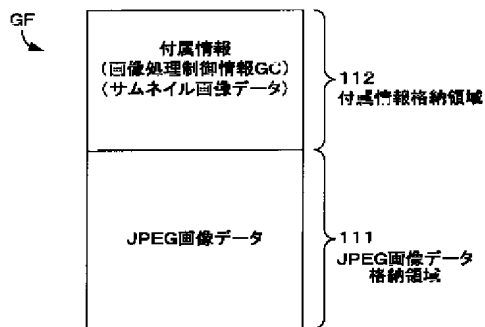 GF
付属情報
(画像処理制御情報GC)
(サムネイル画像データ)
112
付属情報格納領域
JPEG画像データ
111
JPEG画像データ
格納領域